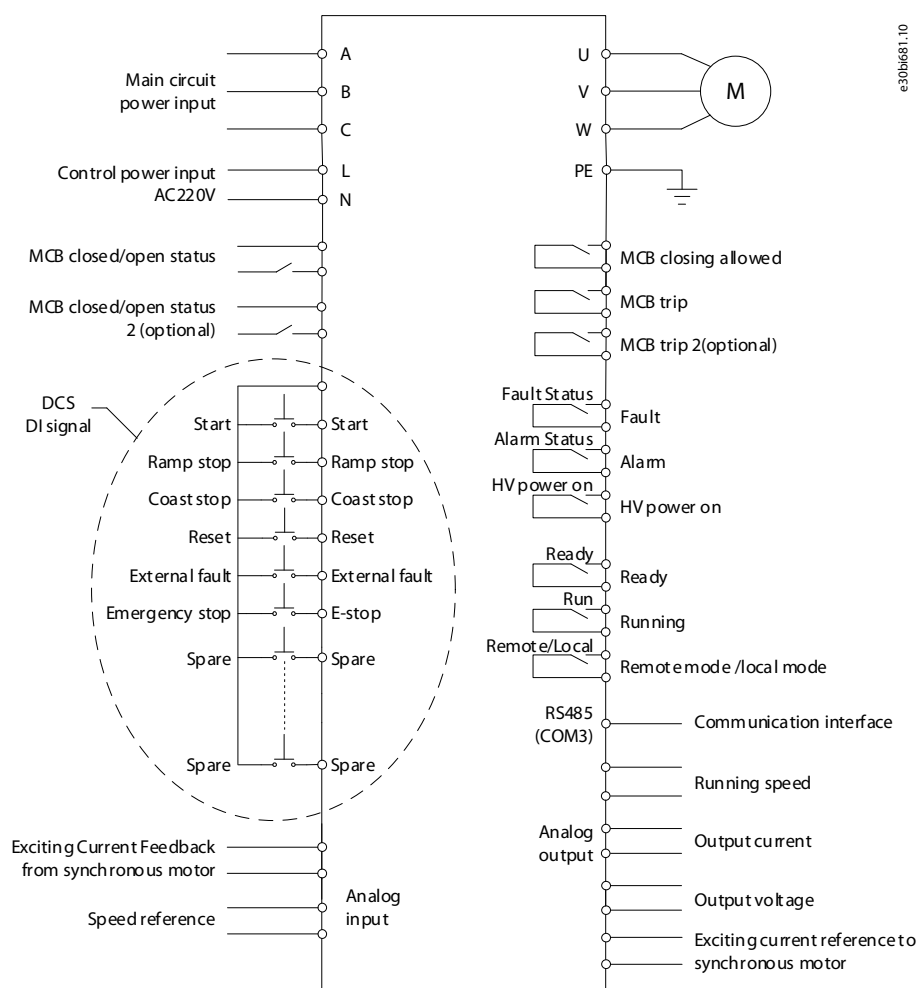 e30bi681.10
A
Main circuit
power input
B
C
Control power input
AC220V
L
N
MCB closed/open status
MCB closed/open status
2 (optional)
DCS
DI signal
Start
Start
Ramp stop
Ramp stop
Coast stop
Coast stop
Reset
Reset
External fault
External fault
Emergency stop
E-stop
Spare
Spare
Spare
Spare
Exciting Current Feedback
from synchronous motor
Speed reference
Analog
input
U
V
W
M
PE
MCB closing allowed
MCB trip
MCB trip 2(optional)
Fault Status
Fault
Alarm Status
Alarm
HV power on
HV power on
Ready
Ready
Run
Running
Remote/Local
Remote mode /local mode
RS485
(COM3)
Communication interface
Running speed
Analog
output
Output current
Output voltage
Exciting current reference to
synchronous motor